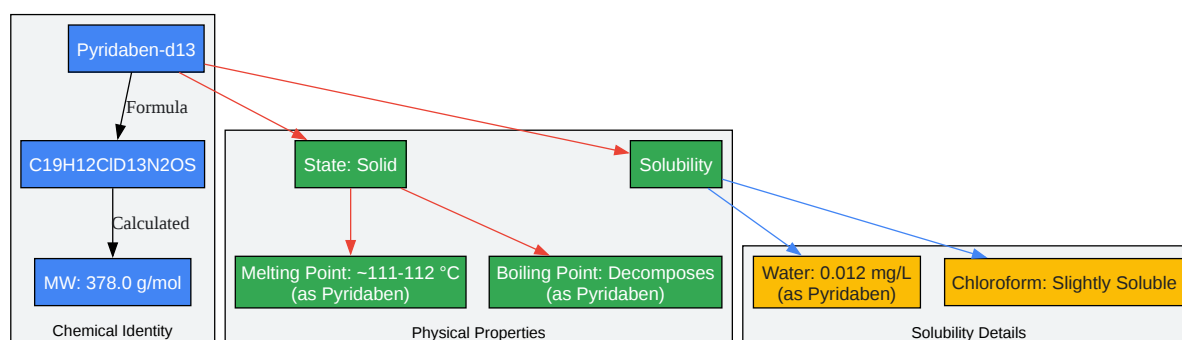 Pyridaben-d13
Formula
C19H12ClD13N2OS
Calculated
MW: 378.0 g/mol
Chemical Identity
State: Solid
Solubility
Melting Point: ~111-112 °C
(as Pyridaben)
Boiling Point: Decomposes
(as Pyridaben)
Physical Properties
Water: 0.012 mg/L
(as Pyridaben)
Chloroform: Slightly Soluble
Solubility Details